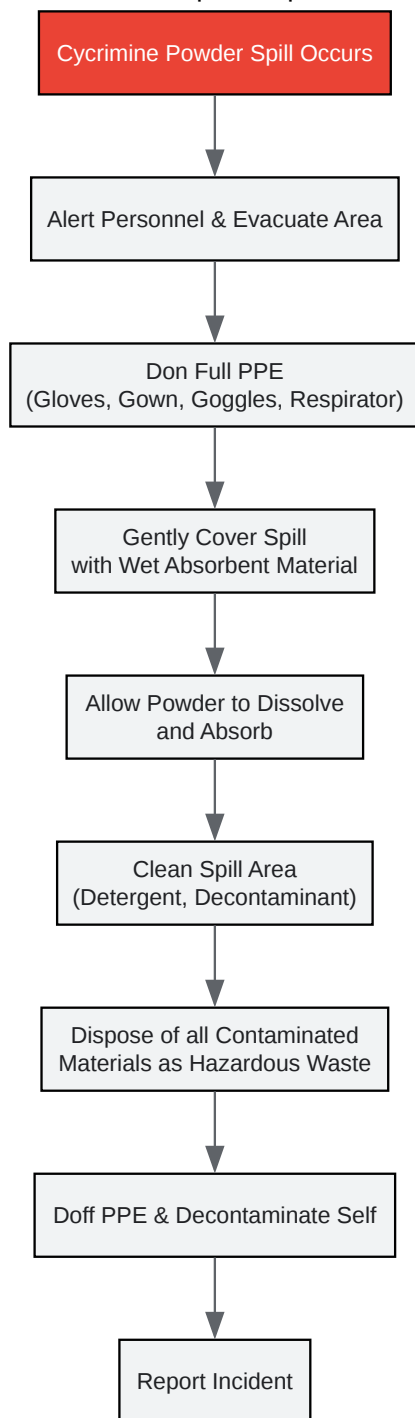 Cycrimine Powder Spill Occurs
Alert Personnel & Evacuate Area
Don Full PPE
(Gloves, Gown, Goggles, Respirator)
Gently Cover Spill
with Wet Absorbent Material
Allow Powder to Dissolve
and Absorb
Clean Spill Area
(Detergent, Decontaminant)
Dispose of all Contaminated
Materials as Hazardous Waste
Doff PPE & Decontaminate Self
Report Incident